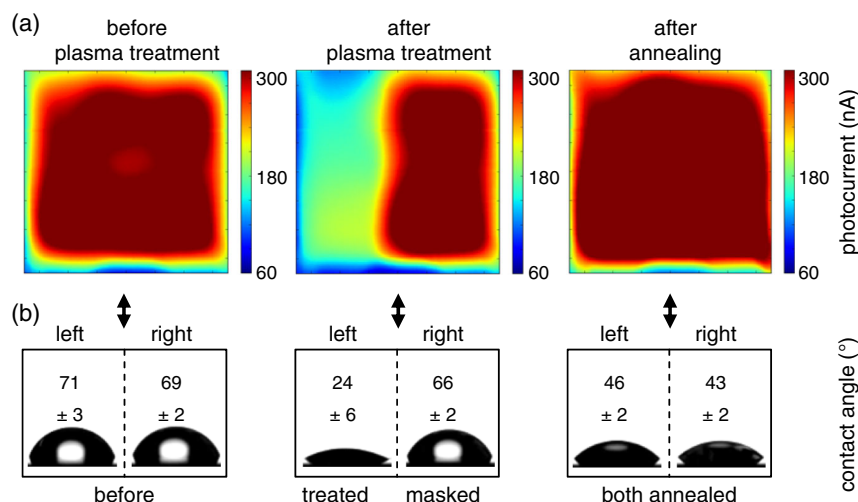 (a)
before
plasma treatment
after
plasma treatment
after
annealing
300
180
60
300
180
60
300
180
60
photocurrent (nA)
(b)
left right
71 69
± 3 ± 2
before
left right
24 66
± 6 ± 2
treated masked
left right
46 43
± 2 ± 2
both annealed
contact angle (°)